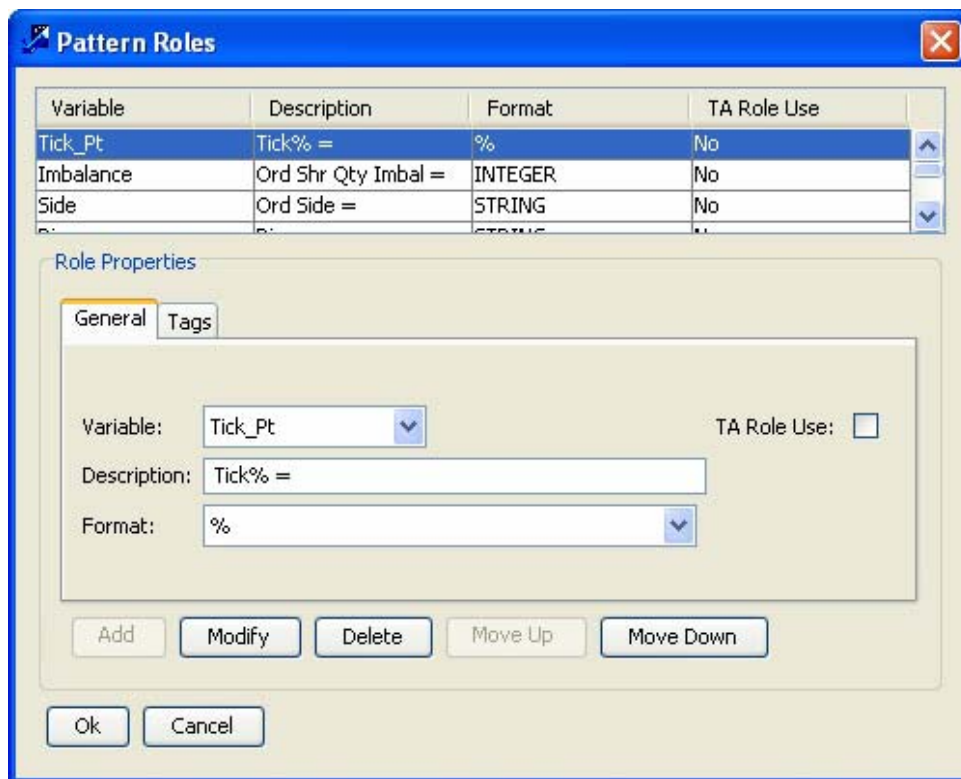 Pattern Roles
Variable Description Format TA Role Use
Tick_Pt Tick% = % No
Imbalance Ord Shr Qty Imbal = INTEGER No
Side Ord Side = STRING No
Role Properties
General Tags
Variable: Tick_Pt TA Role Use:
Description: Tick% =
Format: %
Add Modify Delete Move Up Move Down
Ok Cancel